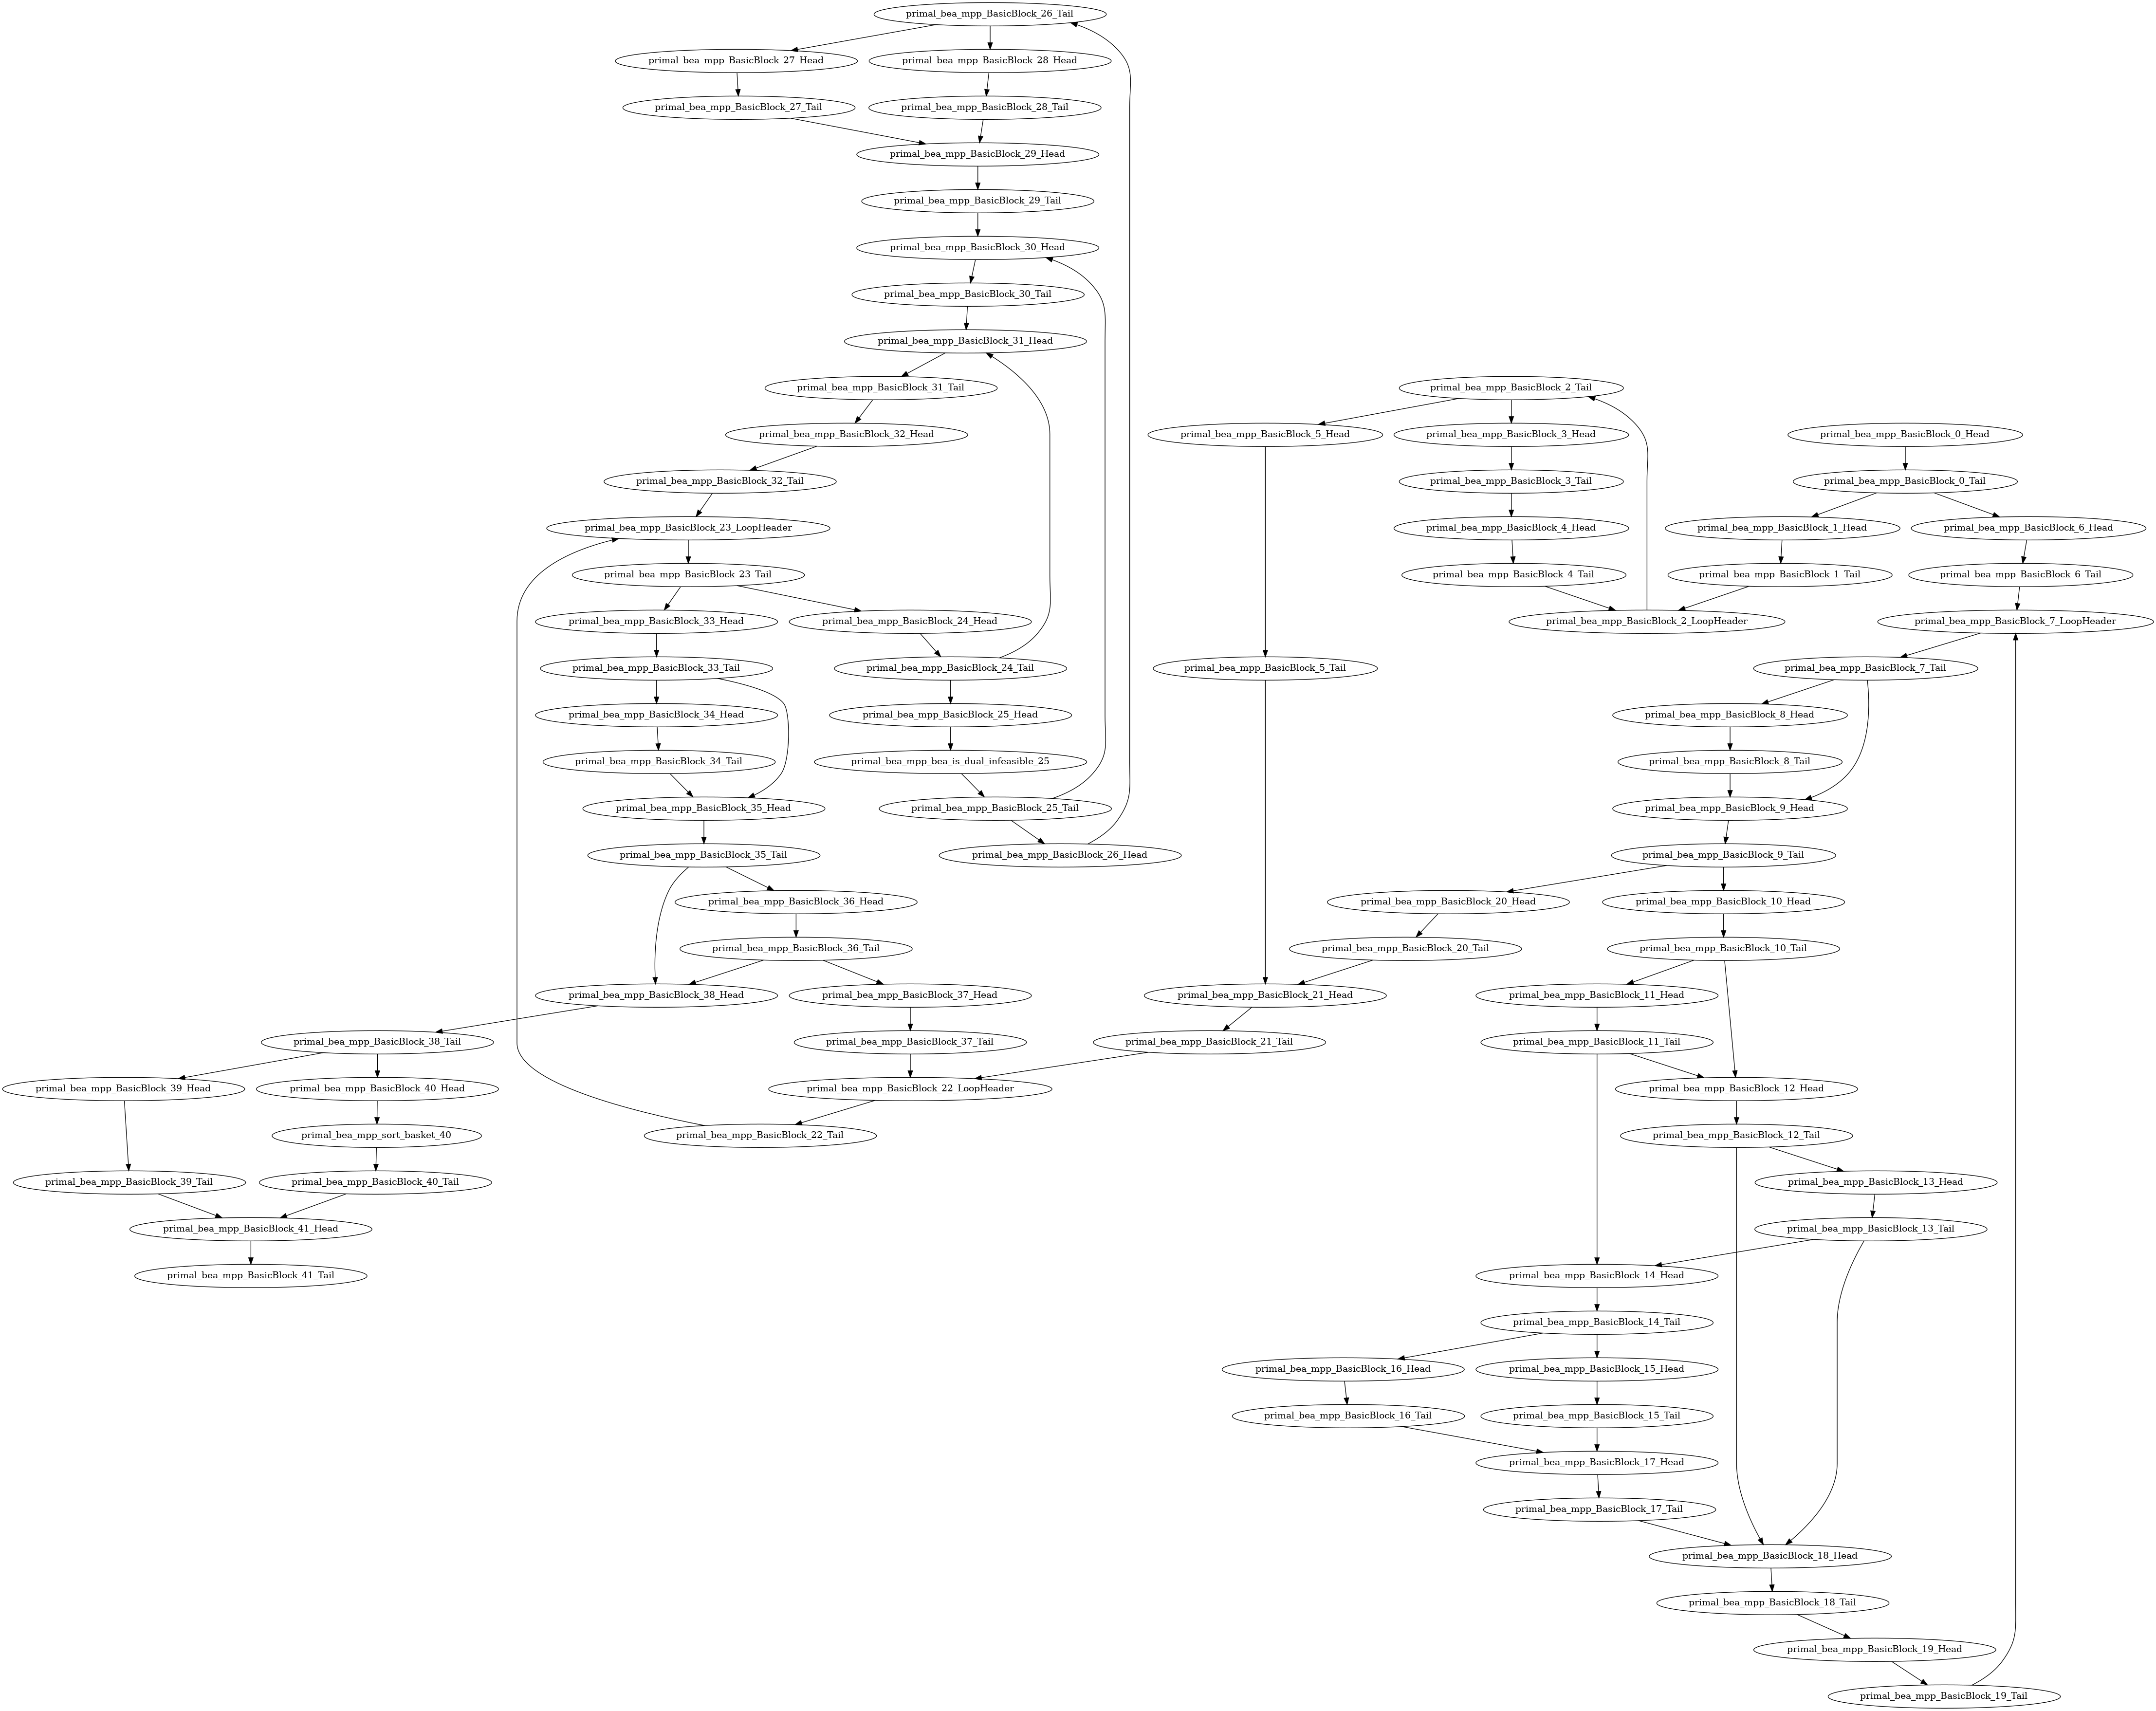 primal_bea_mpp_BasicBlock_26_Tail
primal_bea_mpp_BasicBlock_27_Head
primal_bea_mpp_BasicBlock_28_Head
primal_bea_mpp_BasicBlock_27_Tail
primal_bea_mpp_BasicBlock_28_Tail
primal_bea_mpp_BasicBlock_29_Head
primal_bea_mpp_BasicBlock_29_Tail
primal_bea_mpp_BasicBlock_30_Head
primal_bea_mpp_BasicBlock_30_Tail
primal_bea_mpp_BasicBlock_31_Head
primal_bea_mpp_BasicBlock_31_Tail
primal_bea_mpp_BasicBlock_2_Tail
primal_bea_mpp_BasicBlock_32_Head
primal_bea_mpp_BasicBlock_5_Head
primal_bea_mpp_BasicBlock_3_Head
primal_bea_mpp_BasicBlock_0_Head
primal_bea_mpp_BasicBlock_32_Tail
primal_bea_mpp_BasicBlock_3_Tail
primal_bea_mpp_BasicBlock_0_Tail
primal_bea_mpp_BasicBlock_23_LoopHeader
primal_bea_mpp_BasicBlock_4_Head
primal_bea_mpp_BasicBlock_1_Head
primal_bea_mpp_BasicBlock_6_Head
primal_bea_mpp_BasicBlock_23_Tail
primal_bea_mpp_BasicBlock_4_Tail
primal_bea_mpp_BasicBlock_1_Tail
primal_bea_mpp_BasicBlock_6_Tail
primal_bea_mpp_BasicBlock_33_Head
primal_bea_mpp_BasicBlock_24_Head
primal_bea_mpp_BasicBlock_2_LoopHeader
primal_bea_mpp_BasicBlock_7_LoopHeader
primal_bea_mpp_BasicBlock_33_Tail
primal_bea_mpp_BasicBlock_24_Tail
primal_bea_mpp_BasicBlock_5_Tail
primal_bea_mpp_BasicBlock_7_Tail
primal_bea_mpp_BasicBlock_34_Head
primal_bea_mpp_BasicBlock_25_Head
primal_bea_mpp_BasicBlock_8_Head
primal_bea_mpp_BasicBlock_34_Tail
primal_bea_mpp_bea_is_dual_infeasible_25
primal_bea_mpp_BasicBlock_8_Tail
primal_bea_mpp_BasicBlock_35_Head
primal_bea_mpp_BasicBlock_25_Tail
primal_bea_mpp_BasicBlock_9_Head
primal_bea_mpp_BasicBlock_35_Tail
primal_bea_mpp_BasicBlock_26_Head
primal_bea_mpp_BasicBlock_9_Tail
primal_bea_mpp_BasicBlock_36_Head
primal_bea_mpp_BasicBlock_20_Head
primal_bea_mpp_BasicBlock_10_Head
primal_bea_mpp_BasicBlock_36_Tail
primal_bea_mpp_BasicBlock_20_Tail
primal_bea_mpp_BasicBlock_10_Tail
primal_bea_mpp_BasicBlock_38_Head
primal_bea_mpp_BasicBlock_37_Head
primal_bea_mpp_BasicBlock_21_Head
primal_bea_mpp_BasicBlock_11_Head
primal_bea_mpp_BasicBlock_38_Tail
primal_bea_mpp_BasicBlock_37_Tail
primal_bea_mpp_BasicBlock_21_Tail
primal_bea_mpp_BasicBlock_11_Tail
primal_bea_mpp_BasicBlock_39_Head
primal_bea_mpp_BasicBlock_40_Head
primal_bea_mpp_BasicBlock_22_LoopHeader
primal_bea_mpp_BasicBlock_12_Head
primal_bea_mpp_sort_basket_40
primal_bea_mpp_BasicBlock_22_Tail
primal_bea_mpp_BasicBlock_12_Tail
primal_bea_mpp_BasicBlock_39_Tail
primal_bea_mpp_BasicBlock_40_Tail
primal_bea_mpp_BasicBlock_13_Head
primal_bea_mpp_BasicBlock_41_Head
primal_bea_mpp_BasicBlock_13_Tail
primal_bea_mpp_BasicBlock_41_Tail
primal_bea_mpp_BasicBlock_14_Head
primal_bea_mpp_BasicBlock_14_Tail
primal_bea_mpp_BasicBlock_16_Head
primal_bea_mpp_BasicBlock_15_Head
primal_bea_mpp_BasicBlock_16_Tail
primal_bea_mpp_BasicBlock_15_Tail
primal_bea_mpp_BasicBlock_17_Head
primal_bea_mpp_BasicBlock_17_Tail
primal_bea_mpp_BasicBlock_18_Head
primal_bea_mpp_BasicBlock_18_Tail
primal_bea_mpp_BasicBlock_19_Head
primal_bea_mpp_BasicBlock_19_Tail